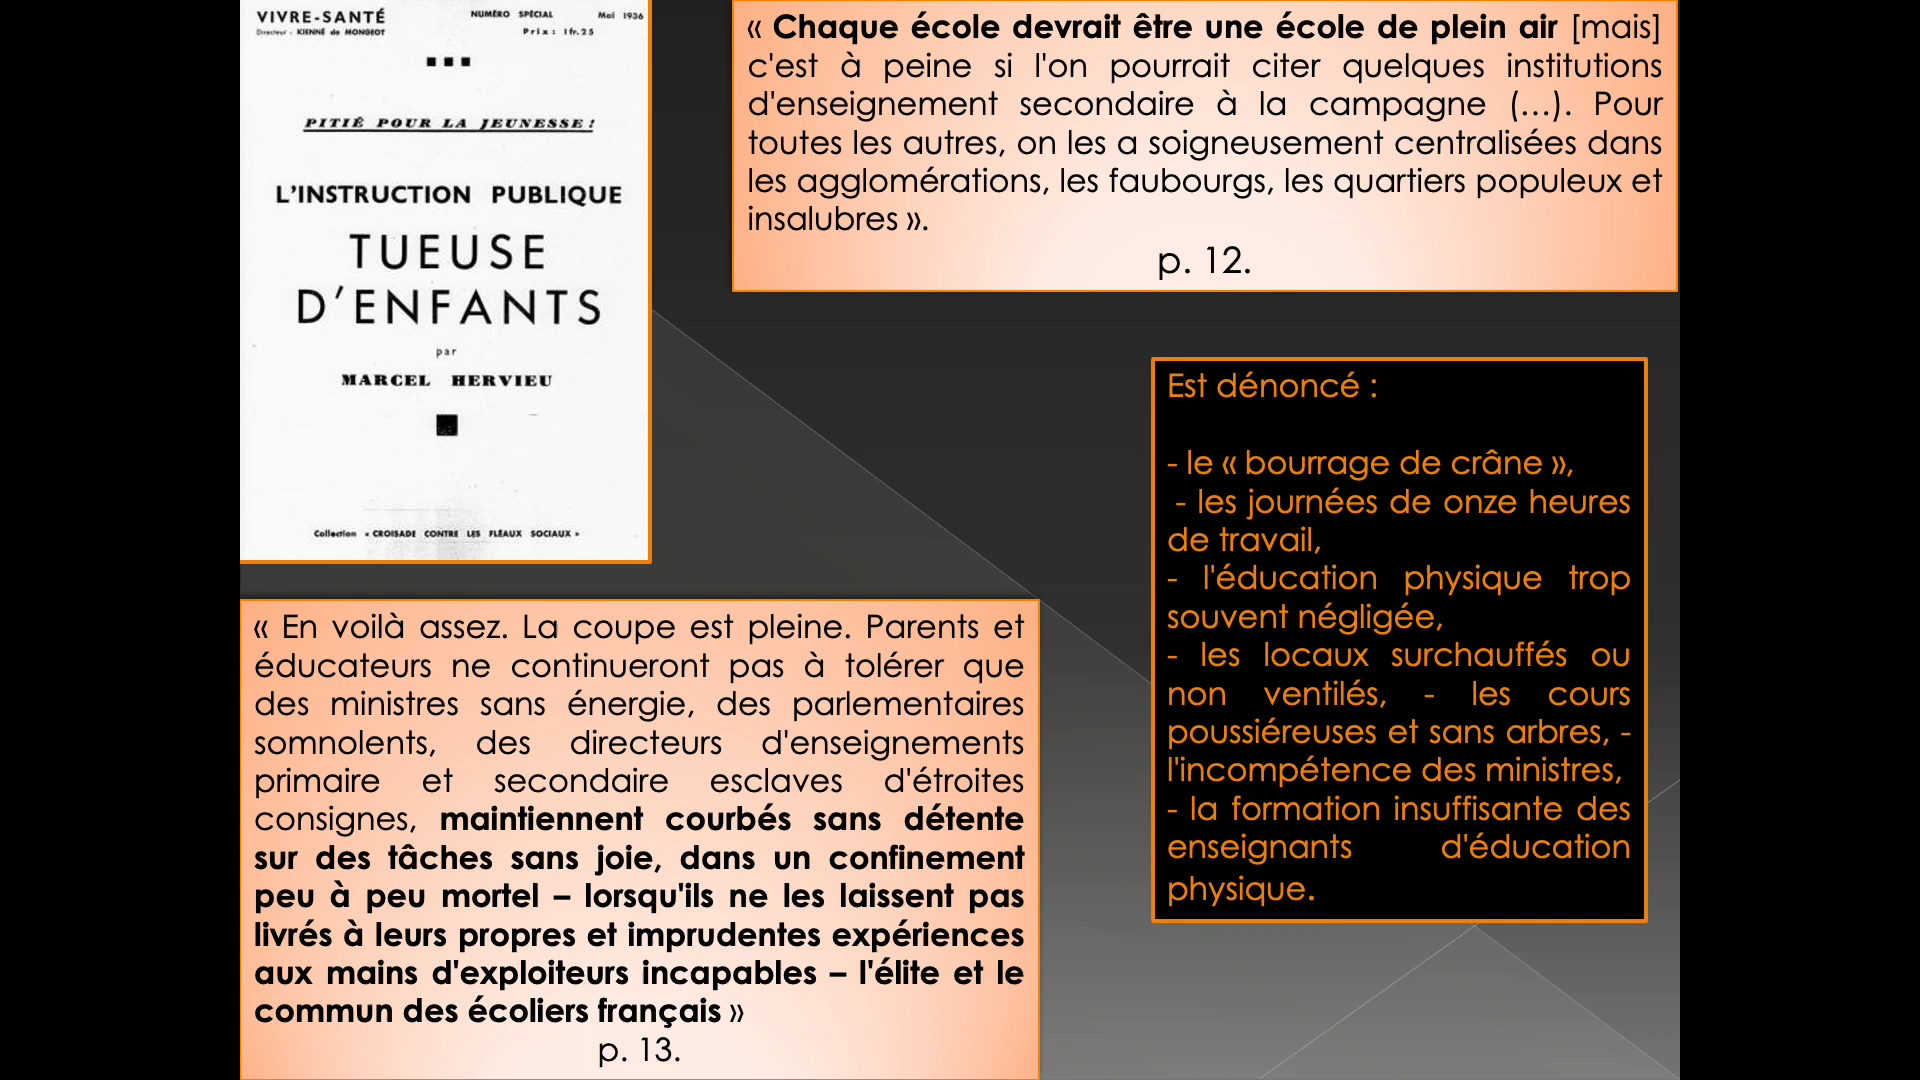 VIVRE-SANTÉ
Directeur : KIENNÉ de MONGEOT
NUMÉRO SPÉCIAL
Mai 1936
Prix : 1fr.25
PITIÉ POUR LA JEUNESSE !
L'INSTRUCTION PUBLIQUE
TUEUSE
D'ENFANTS
par
MARCEL HERVIEU
Collection « CROISADE CONTRE LES FLÉAUX SOCIAUX »
« Chaque école devrait être une école de plein air [mais]
c'est à peine si l'on pourrait citer quelques institutions
d'enseignement secondaire à la campagne (…). Pour
toutes les autres, on les a soigneusement centralisées dans
les agglomérations, les faubourgs, les quartiers populeux et
insalubres ».
p. 12.
Est dénoncé :
- le « bourrage de crâne »,
- les journées de onze heures
de travail,
- l'éducation physique trop
souvent négligée,
- les locaux surchauffés ou
non ventilés, - les cours
poussiéreuses et sans arbres, -
l'incompétence des ministres,
- la formation insuffisante des
enseignants d'éducation
physique.
« En voilà assez. La coupe est pleine. Parents et
éducateurs ne continueront pas à tolérer que
des ministres sans énergie, des parlementaires
somnolents, des directeurs d'enseignements
primaire et secondaire esclaves d'étroites
consignes, maintiennent courbés sans détente
sur des tâches sans joie, dans un confinement
peu à peu mortel – lorsqu'ils ne les laissent pas
livrés à leurs propres et imprudentes expériences
aux mains d'exploiteurs incapables – l'élite et le
commun des écoliers français »
p. 13.